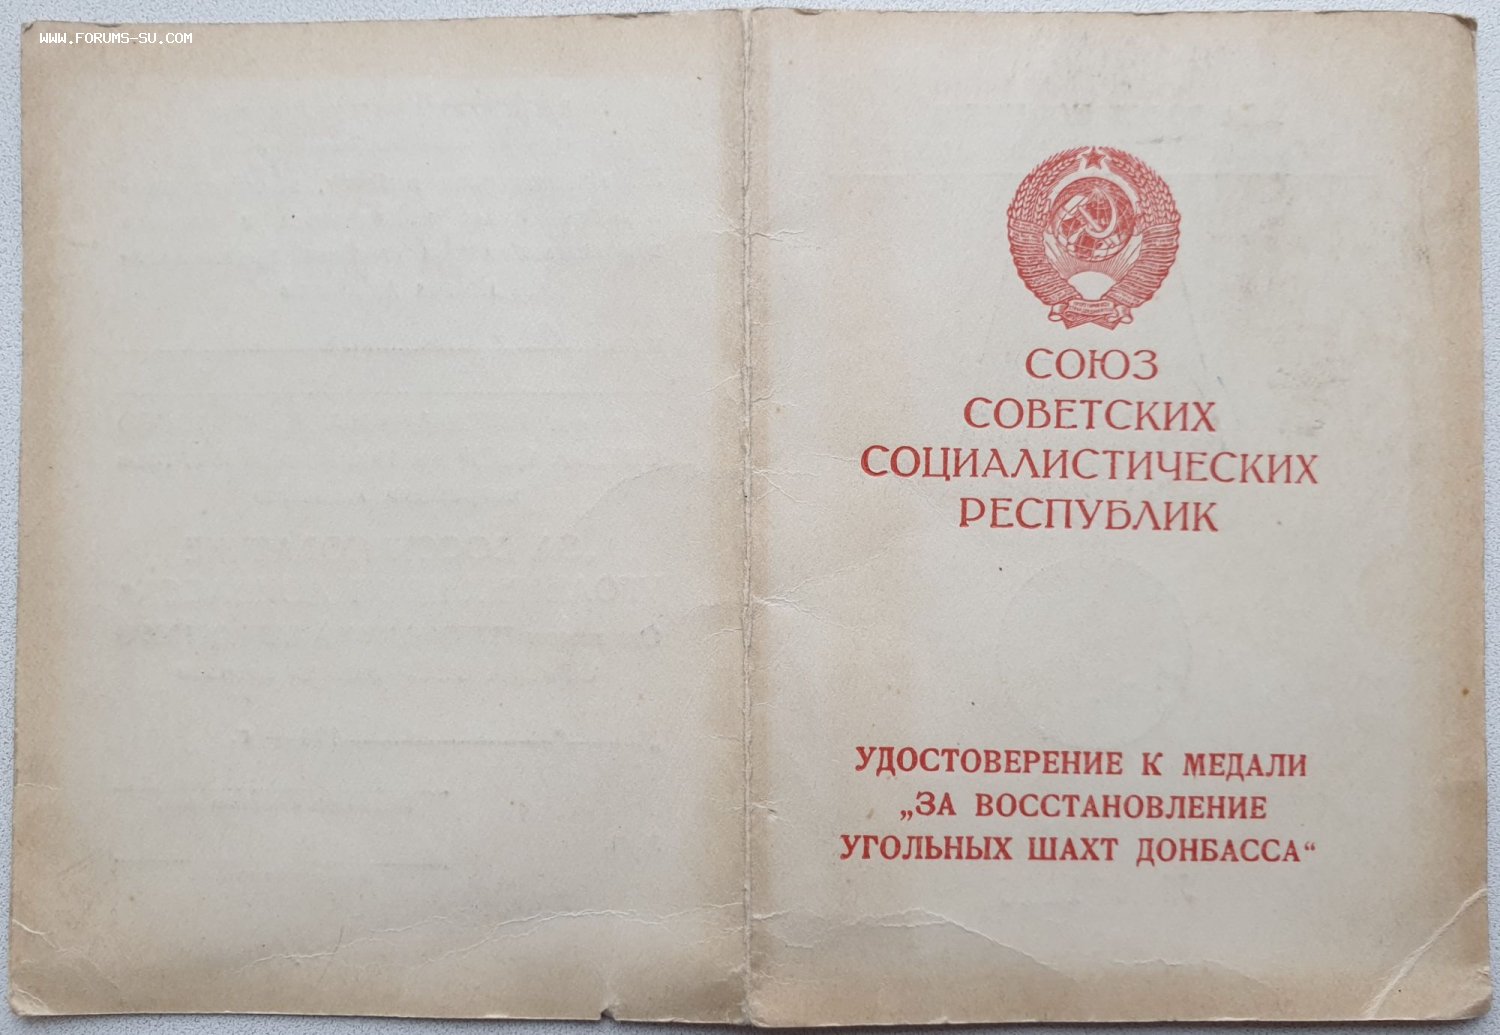 WWW.FORUMS-SU.COM
СОЮЗ
СОВЕТСКИХ
СОЦИАЛИСТИЧЕСКИХ
РЕСПУБЛИК
УДОСТОВЕРЕНИЕ К МЕДАЛИ
„ЗА ВОССТАНОВЛЕНИЕ
УГОЛЬНЫХ ШАХТ ДОНБАССА“